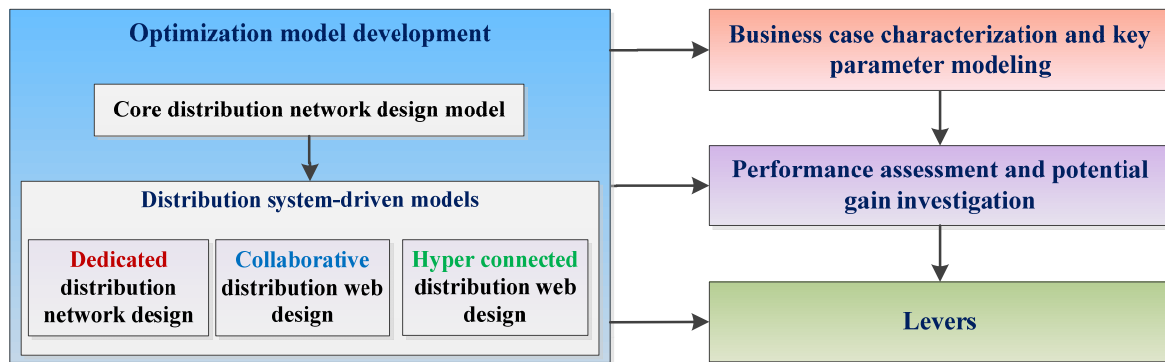 Optimization model development
Core distribution network design model
Distribution system-driven models
Dedicated
distribution
network design
Collaborative
distribution web
design
Hyper connected
distribution web
design
Business case characterization and key
parameter modeling
Performance assessment and potential
gain investigation
Levers